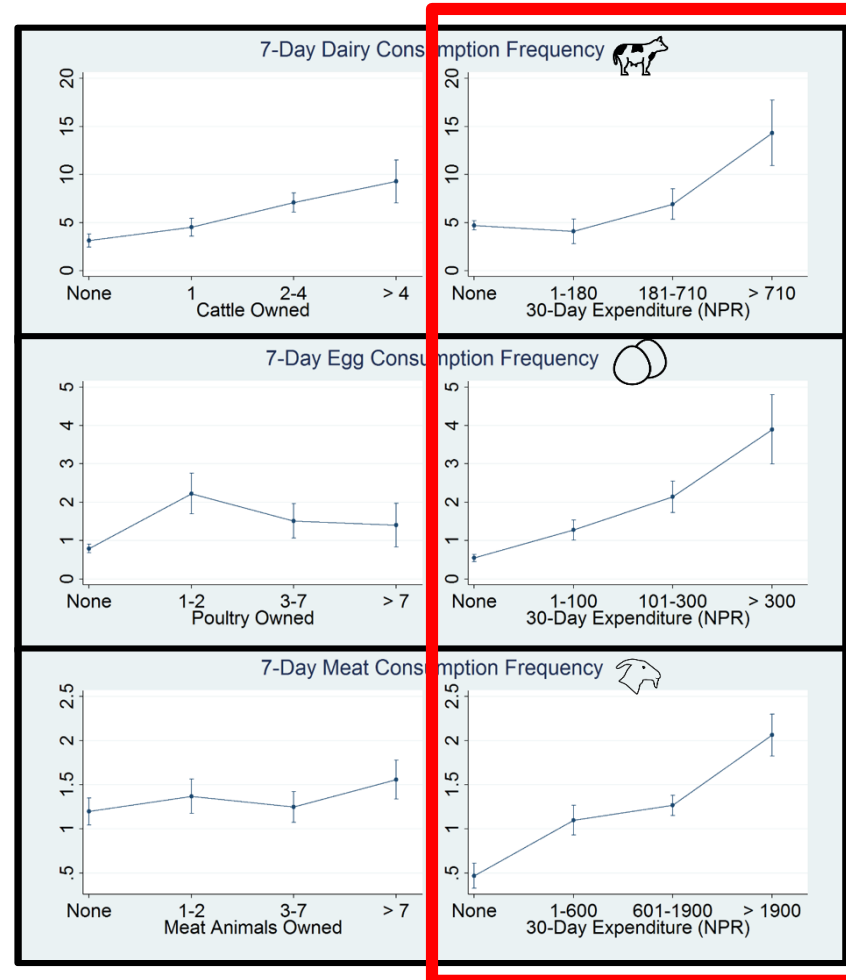 7-Day Dairy Consumption Frequency
20
15
10
5
0
None 1 2-4 > 4
Cattle Owned
20
15
10
5
0
None 1-180 181-710 > 710
30-Day Expenditure (NPR)
7-Day Egg Consumption Frequency
5
4
3
2
1
0
None 1-2 3-7 > 7
Poultry Owned
5
4
3
2
1
0
None 1-100 101-300 > 300
30-Day Expenditure (NPR)
7-Day Meat Consumption Frequency
2.5
2
1.5
1
.5
None 1-2 3-7 > 7
Meat Animals Owned
2.5
2
1.5
1
.5
None 1-600 601-1900 > 1900
30-Day Expenditure (NPR)